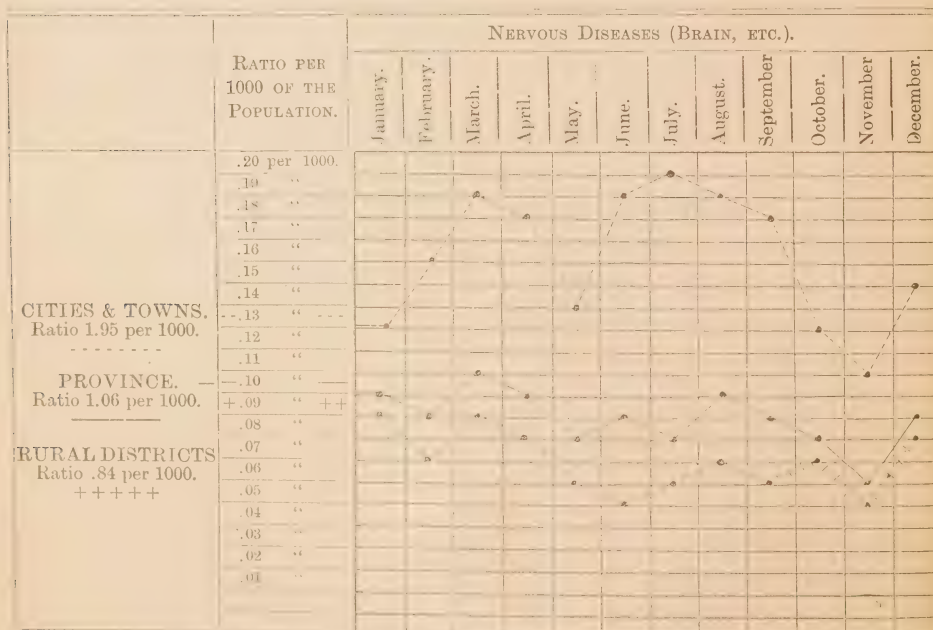 NERVOUS DISEASES (BRAIN, ETC.).
RATIO PER
1000 OF THE
POPULATION.
January.
February.
March.
April.
May.
June.
July.
August.
September
October.
November
December.
.20 per 1000.
.19 "
.18 "
.17 "
.16 "
.15 "
.14 "
CITIES & TOWNS.
Ratio 1.95 per 1000.
- - - - - - - -
- -.13 " - - -
.12 "
.11 "
PROVINCE.
Ratio 1.06 per 1000.
— —.10 " —
+.09 " ++
.08 "
RURAL DISTRICTS
Ratio .84 per 1000.
+ + + + +
.07 "
.06 "
.05 "
.04 "
.03 "
.02 "
.01 "